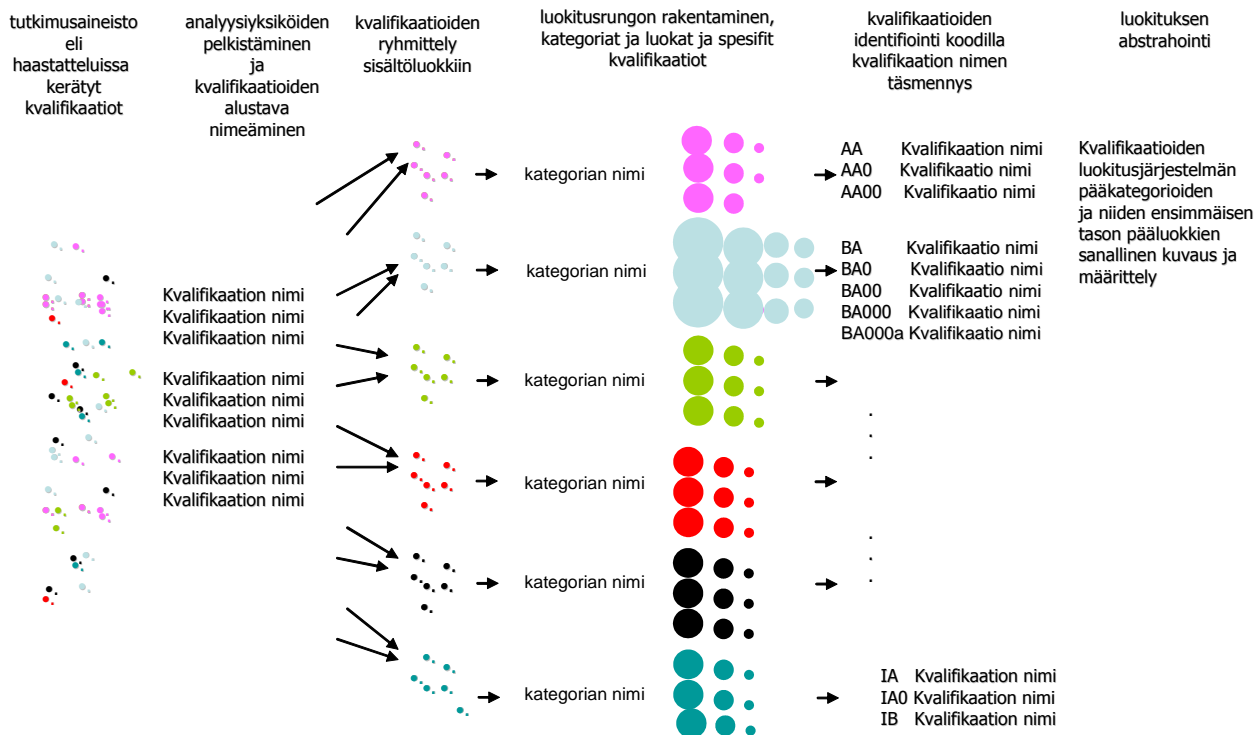 tutkimusaineisto
eli
haastatteluissa
kerätyt
kvalifikaatiot
analyysiyksiköiden
pelkistäminen
ja
kvalifikaatioiden
alustava
nimeäminen
kvalifikaatioiden
ryhmittely
sisältöluokkiin
luokitusrungon rakentaminen,
kategoriat ja luokat ja spesifit
kvalifikaatiot
kvalifikaatioiden
identifiointi koodilla
kvalifikaation nimen
täsmennys
luokituksen
abstrahointi
Kvalifikaation nimi
Kvalifikaation nimi
Kvalifikaation nimi
Kvalifikaation nimi
Kvalifikaation nimi
Kvalifikaation nimi
Kvalifikaation nimi
Kvalifikaation nimi
Kvalifikaation nimi
kategorian nimi
kategorian nimi
kategorian nimi
kategorian nimi
kategorian nimi
kategorian nimi
AA Kvalifikaation nimi
AA0 Kvalifikaatio nimi
AA00 Kvalifikaatio nimi
BA Kvalifikaatio nimi
BA0 Kvalifikaatio nimi
BA00 Kvalifikaatio nimi
BA000 Kvalifikaatio nimi
BA000a Kvalifikaatio nimi
.
.
.
.
.
.
IA Kvalifikaation nimi
IA0 Kvalifikaation nimi
IB Kvalifikaation nimi
Kvalifikaatioiden
luokitusjärjestelmän
pääkategorioiden
ja niiden ensimmäisen
tason pääluokkien
sanallinen kuvaus ja
määrittely